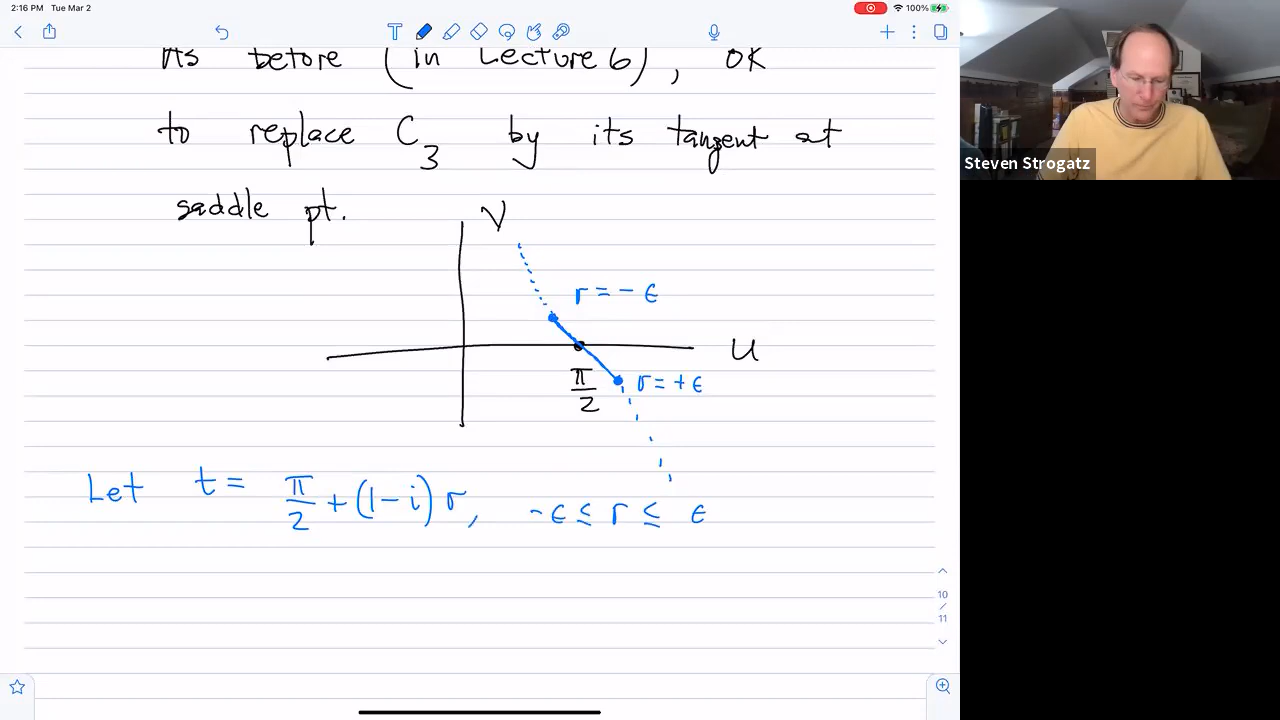 2:16 PM Tue Mar 2
100%
As before (in Lecture 6), OK
to replace C₃ by its tangent at
saddle pt.
V
r = - ε
u
π/2
r = + ε
Let t = π/2 + (1 - i) r, - ε ≤ r ≤ ε
Steven Strogatz
T
10
/
11